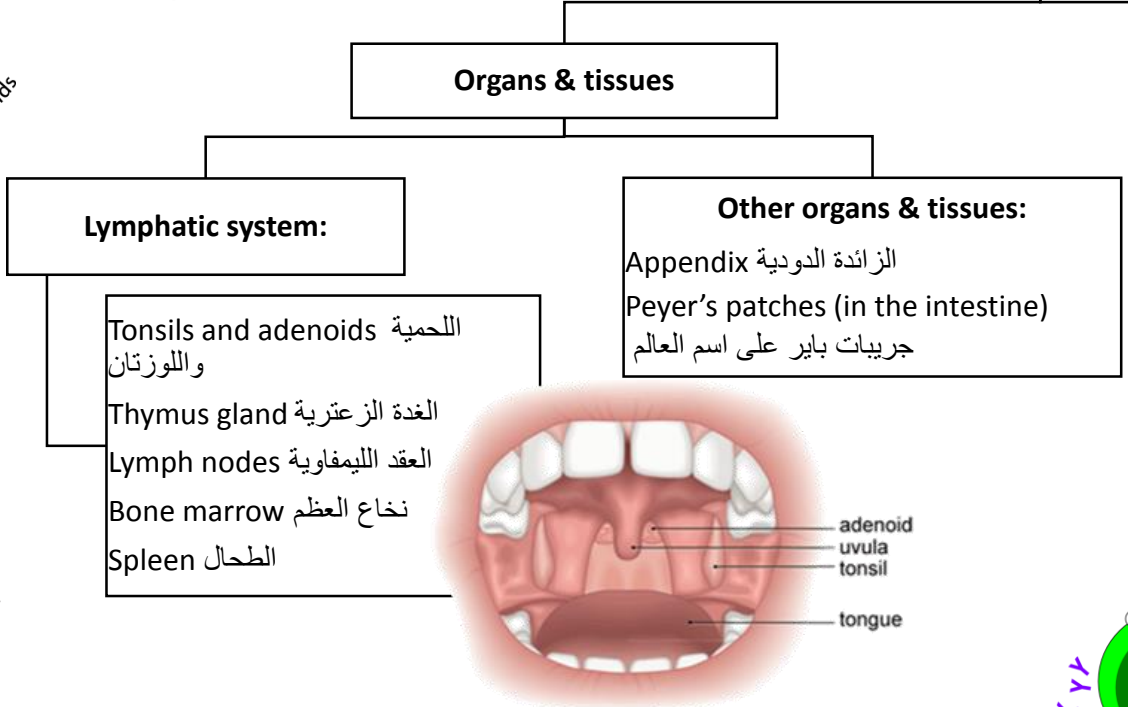 Organs & tissues
Lymphatic system:
Tonsils and adenoids اللحمية
واللوزتان
Thymus gland الغدة الزعترية
Lymph nodes العقد الليمفاوية
Bone marrow نخاع العظم
Spleen الطحال
Other organs & tissues:
Appendix الزائدة الدودية
Peyer’s patches (in the intestine)
جريبات باير على اسم العالم
adenoid
uvula
tonsil
tongue